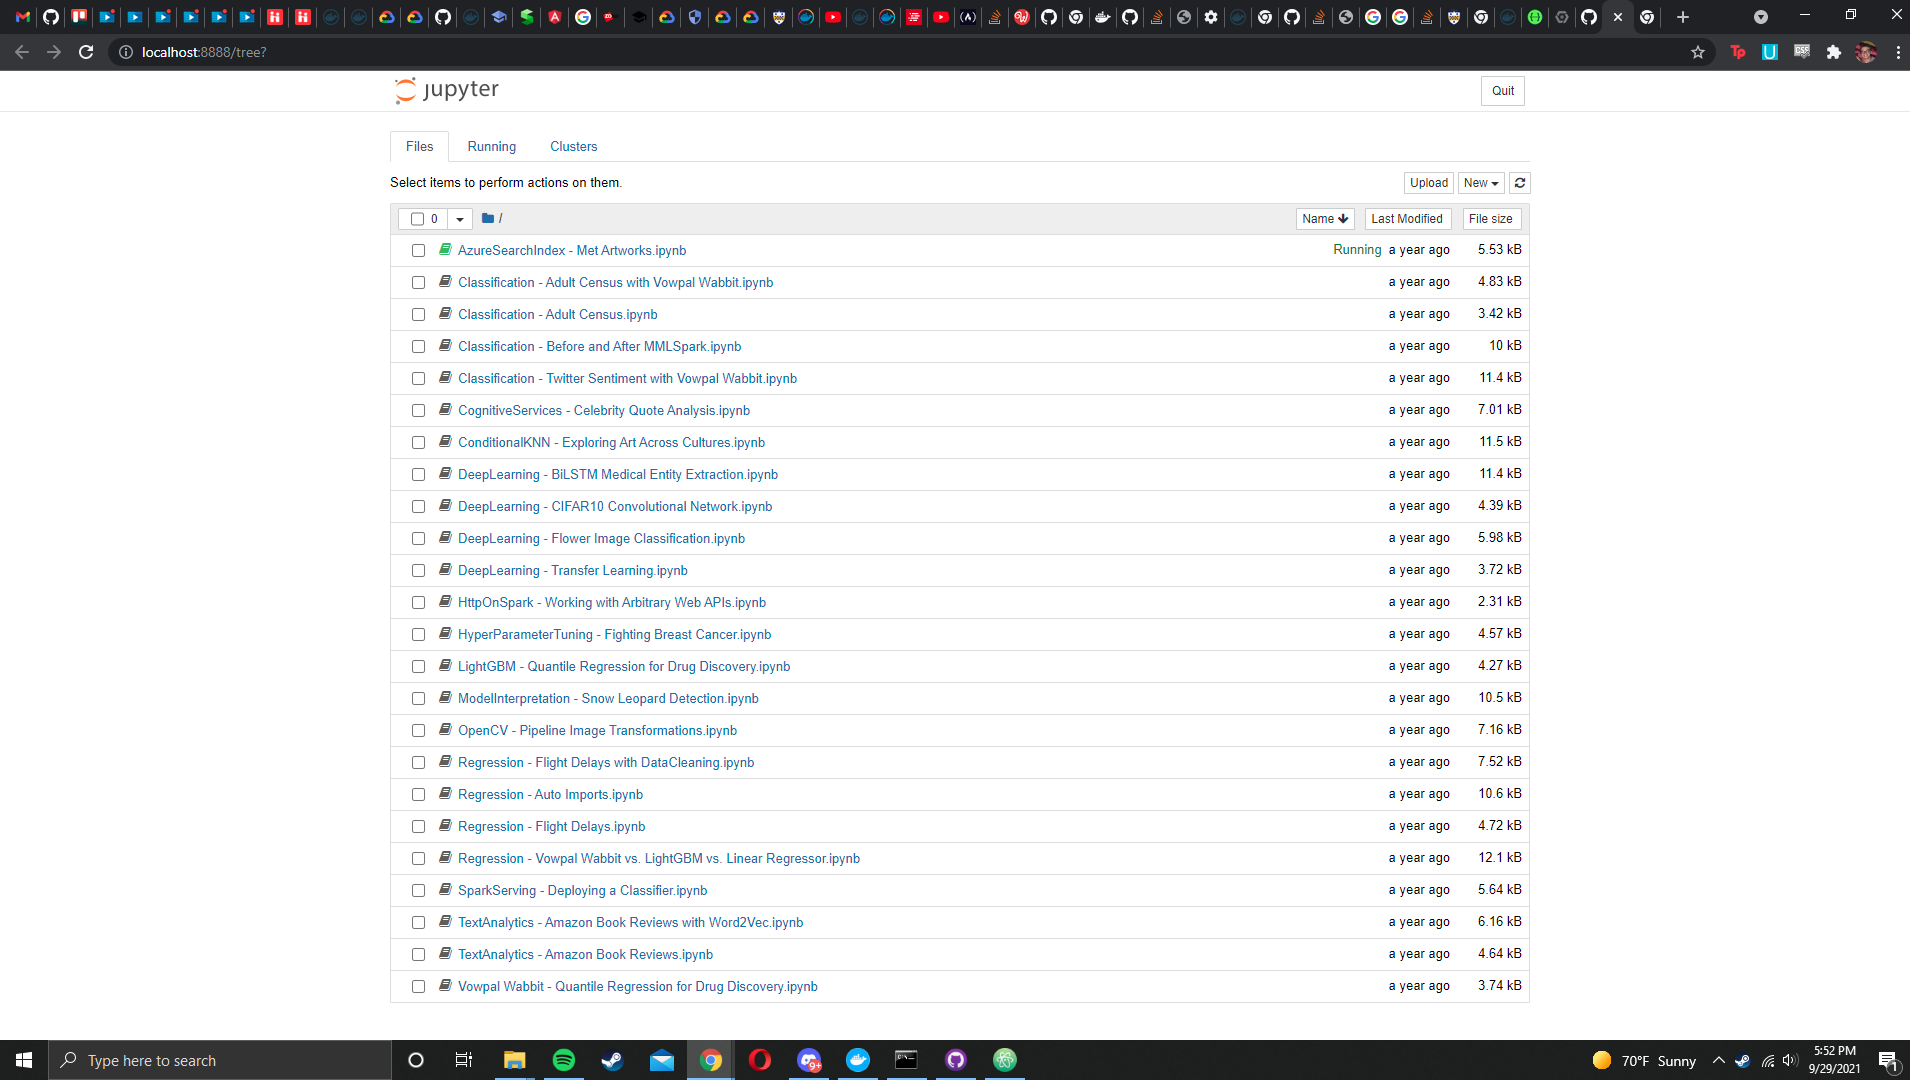 localhost:8888/tree?
jupyter
Quit
Files Running Clusters
Select items to perform actions on them.
Upload New
0 / Name Last Modified File size
AzureSearchIndex - Met Artworks.ipynb Running a year ago 5.53 kB
Classification - Adult Census with Vowpal Wabbit.ipynb a year ago 4.83 kB
Classification - Adult Census.ipynb a year ago 3.42 kB
Classification - Before and After MMLSpark.ipynb a year ago 10 kB
Classification - Twitter Sentiment with Vowpal Wabbit.ipynb a year ago 11.4 kB
CognitiveServices - Celebrity Quote Analysis.ipynb a year ago 7.01 kB
ConditionalKNN - Exploring Art Across Cultures.ipynb a year ago 11.5 kB
DeepLearning - BiLSTM Medical Entity Extraction.ipynb a year ago 11.4 kB
DeepLearning - CIFAR10 Convolutional Network.ipynb a year ago 4.39 kB
DeepLearning - Flower Image Classification.ipynb a year ago 5.98 kB
DeepLearning - Transfer Learning.ipynb a year ago 3.72 kB
HttpOnSpark - Working with Arbitrary Web APIs.ipynb a year ago 2.31 kB
HyperParameterTuning - Fighting Breast Cancer.ipynb a year ago 4.57 kB
LightGBM - Quantile Regression for Drug Discovery.ipynb a year ago 4.27 kB
ModelInterpretation - Snow Leopard Detection.ipynb a year ago 10.5 kB
OpenCV - Pipeline Image Transformations.ipynb a year ago 7.16 kB
Regression - Flight Delays with DataCleaning.ipynb a year ago 7.52 kB
Regression - Auto Imports.ipynb a year ago 10.6 kB
Regression - Flight Delays.ipynb a year ago 4.72 kB
Regression - Vowpal Wabbit vs. LightGBM vs. Linear Regressor.ipynb a year ago 12.1 kB
SparkServing - Deploying a Classifier.ipynb a year ago 5.64 kB
TextAnalytics - Amazon Book Reviews with Word2Vec.ipynb a year ago 6.16 kB
TextAnalytics - Amazon Book Reviews.ipynb a year ago 4.64 kB
Vowpal Wabbit - Quantile Regression for Drug Discovery.ipynb a year ago 3.74 kB
Type here to search
9+
70°F Sunny
5:52 PM
9/29/2021
1